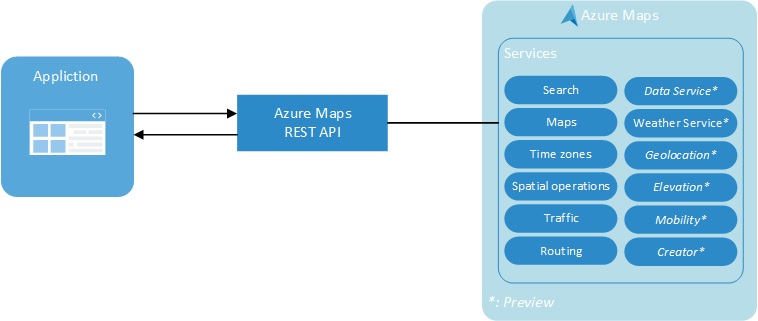 Azure Maps
Services
Appliction
Azure Maps
REST API
Search
Data Service*
Maps
Weather Service*
Time zones
Geolocation*
Spatial operations
Elevation*
Traffic
Mobility*
Routing
Creator*
*: Preview